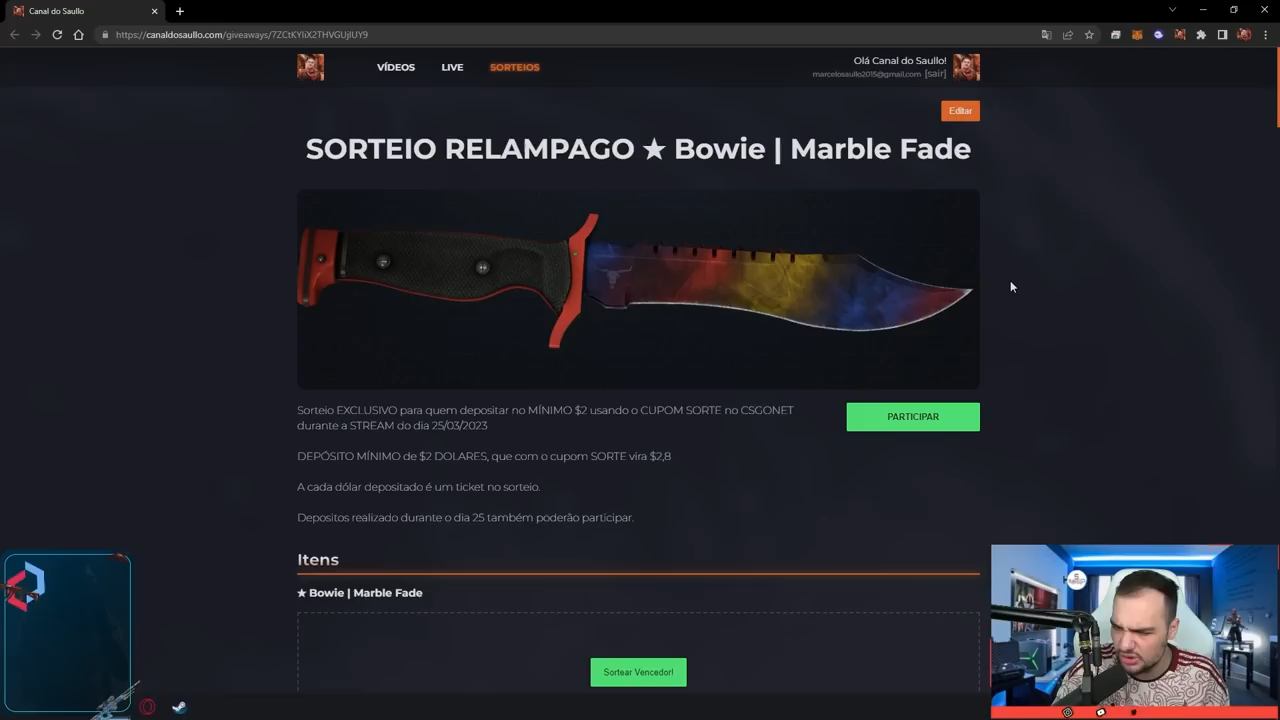 Canal do Saullo
https://canaldosaullo.com/giveaways/7ZCtKYIiX2THVGUjlUY9
VÍDEOS
LIVE
SORTEIOS
Olá Canal do Saullo!
marcelosaullo2015@gmail.com [sair]
Editar
SORTEIO RELAMPAGO ★ Bowie | Marble Fade
Sorteio EXCLUSIVO para quem depositar no MÍNIMO $2 usando o CUPOM SORTE no CSGONET
durante a STREAM do dia 25/03/2023
PARTICIPAR
DEPÓSITO MÍNIMO de $2 DOLARES, que com o cupom SORTE vira $2,8
A cada dólar depositado é um ticket no sorteio.
Depositos realizado durante o dia 25 também poderão participar.
Itens
★ Bowie | Marble Fade
Sortear Vencedor!